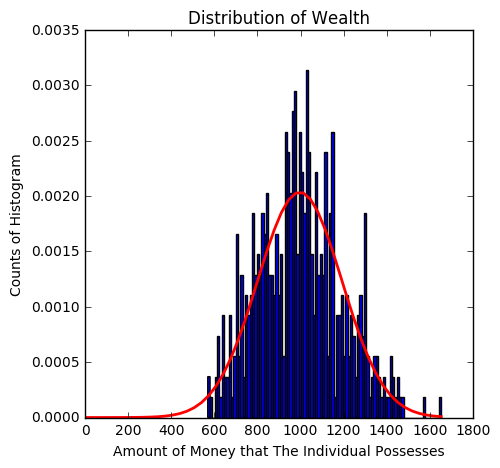 Distribution of Wealth
0.0035
0.0030
0.0025
0.0020
0.0015
0.0010
0.0005
0.0000
Counts of Histogram
0 200 400 600 800 1000 1200 1400 1600 1800
Amount of Money that The Individual Possesses